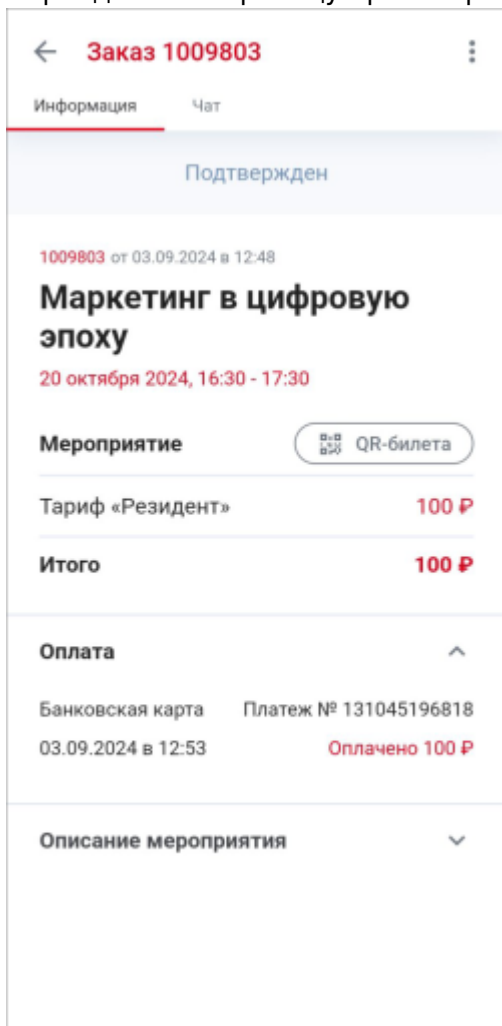 Заказ 1009803
Информация Чат
Подтвержден
1009803 от 03.09.2024 в 12:48
Маркетинг в цифровую
эпоху
20 октября 2024, 16:30 - 17:30
Мероприятие QR-билета
Тариф «Резидент» 100 ₽
Итого 100 ₽
Оплата
Банковская карта Платеж № 131045196818
03.09.2024 в 12:53 Оплачено 100 ₽
Описание мероприятия